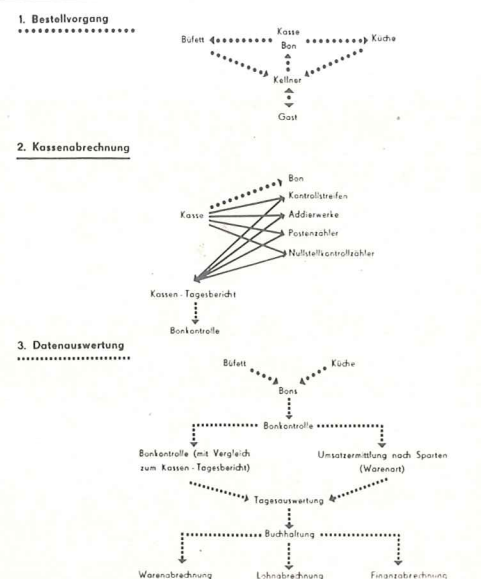 1. Bestellvorgang
Kasse
Büfett
Bon
Küche
Kellner
Gast
2. Kassenabrechnung
Bon
Kontrollstreifen
Kasse
Addierwerke
Postenzähler
Nullstellkontrollzähler
Kassen-Tagesbericht
Bonkontrolle
3. Datenauswertung
Büfett
Küche
Bons
Bonkontrolle
Bonkontrolle (mit Vergleich
zum Kassen-Tagesbericht)
Umsatzermittlung nach Sparten
(Warenart)
Tagesauswertung
Buchhaltung
Warenabrechnung
Lohnabrechnung
Finanzabrechnung